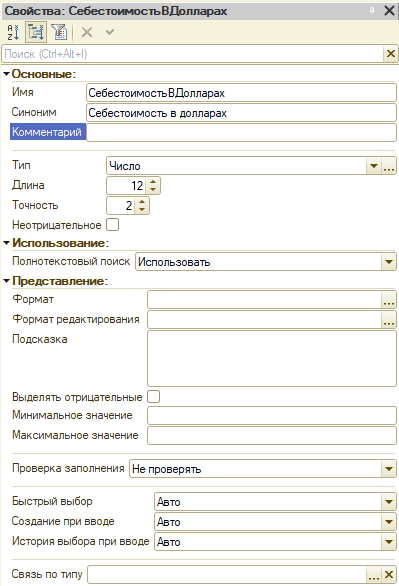 Свойства: СебестоимостьВДолларах
Поиск (Ctrl+Alt+I)
Основные:
Имя СебестоимостьВДолларах
Синоним Себестоимость в долларах
Комментарий
Тип Число
Длина 12
Точность 2
Неотрицательное
Использование:
Полнотекстовый поиск Использовать
Представление:
Формат
Формат редактирования
Подсказка
Выделять отрицательные
Минимальное значение
Максимальное значение
Проверка заполнения Не проверять
Быстрый выбор Авто
Создание при вводе Авто
История выбора при вводе Авто
Связь по типу